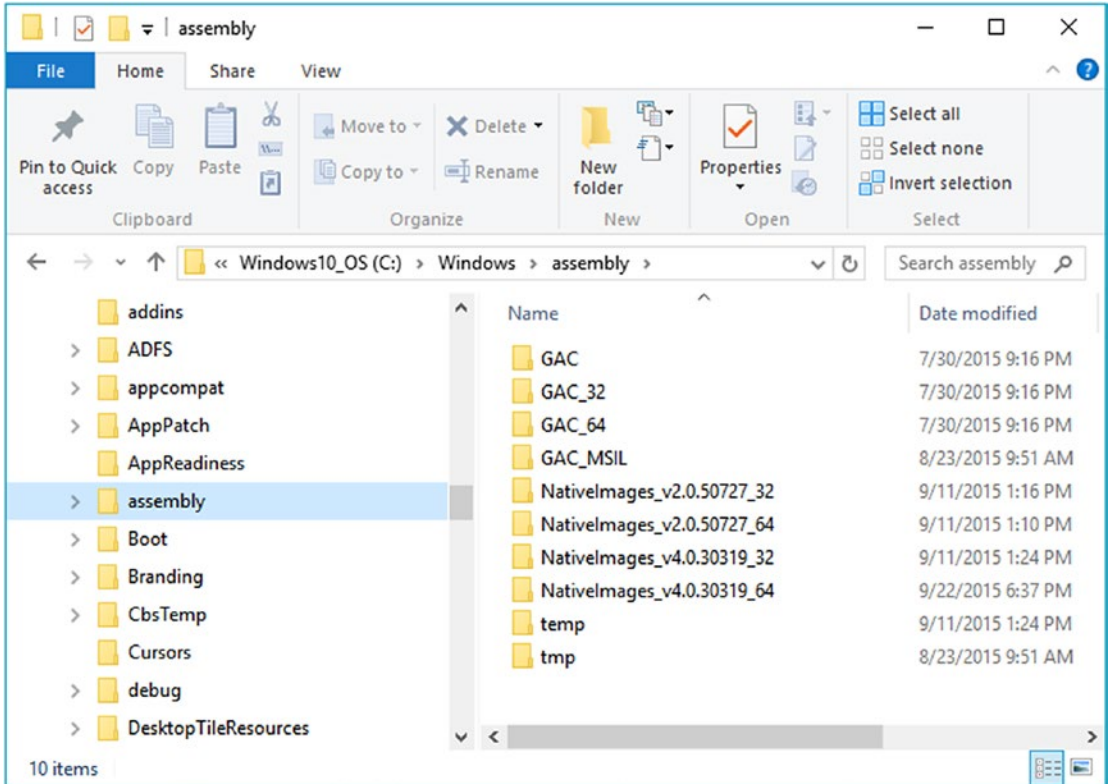 assembly
File Home Share View
Pin to Quick access
Copy
Paste
Clipboard
Move to
Copy to
Delete
Rename
Organize
New folder
New
Properties
Open
Select all
Select none
Invert selection
Select
« Windows10_OS (C:) > Windows > assembly >
Search assembly
addins
ADFS
appcompat
AppPatch
AppReadiness
assembly
Boot
Branding
CbsTemp
Cursors
debug
DesktopTileResources
Name Date modified
GAC 7/30/2015 9:16 PM
GAC_32 7/30/2015 9:16 PM
GAC_64 7/30/2015 9:16 PM
GAC_MSIL 8/23/2015 9:51 AM
NativeImages_v2.0.50727_32 9/11/2015 1:16 PM
NativeImages_v2.0.50727_64 9/11/2015 1:10 PM
NativeImages_v4.0.30319_32 9/11/2015 1:24 PM
NativeImages_v4.0.30319_64 9/22/2015 6:37 PM
temp 9/11/2015 1:24 PM
tmp 8/23/2015 9:51 AM
10 items